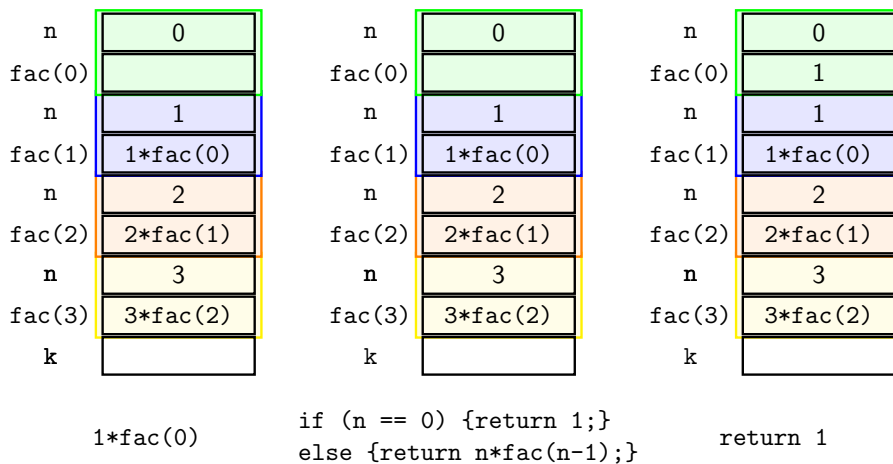 n 0 n 0 n 0
fac(0) fac(0) fac(0) 1
n 1 n 1 n 1
fac(1) 1*fac(0) fac(1) 1*fac(0) fac(1) 1*fac(0)
n 2 n 2 n 2
fac(2) 2*fac(1) fac(2) 2*fac(1) fac(2) 2*fac(1)
n 3 n 3 n 3
fac(3) 3*fac(2) fac(3) 3*fac(2) fac(3) 3*fac(2)
k k k
1*fac(0)
if (n == 0) {return 1;}
else {return n*fac(n-1);}
return 1